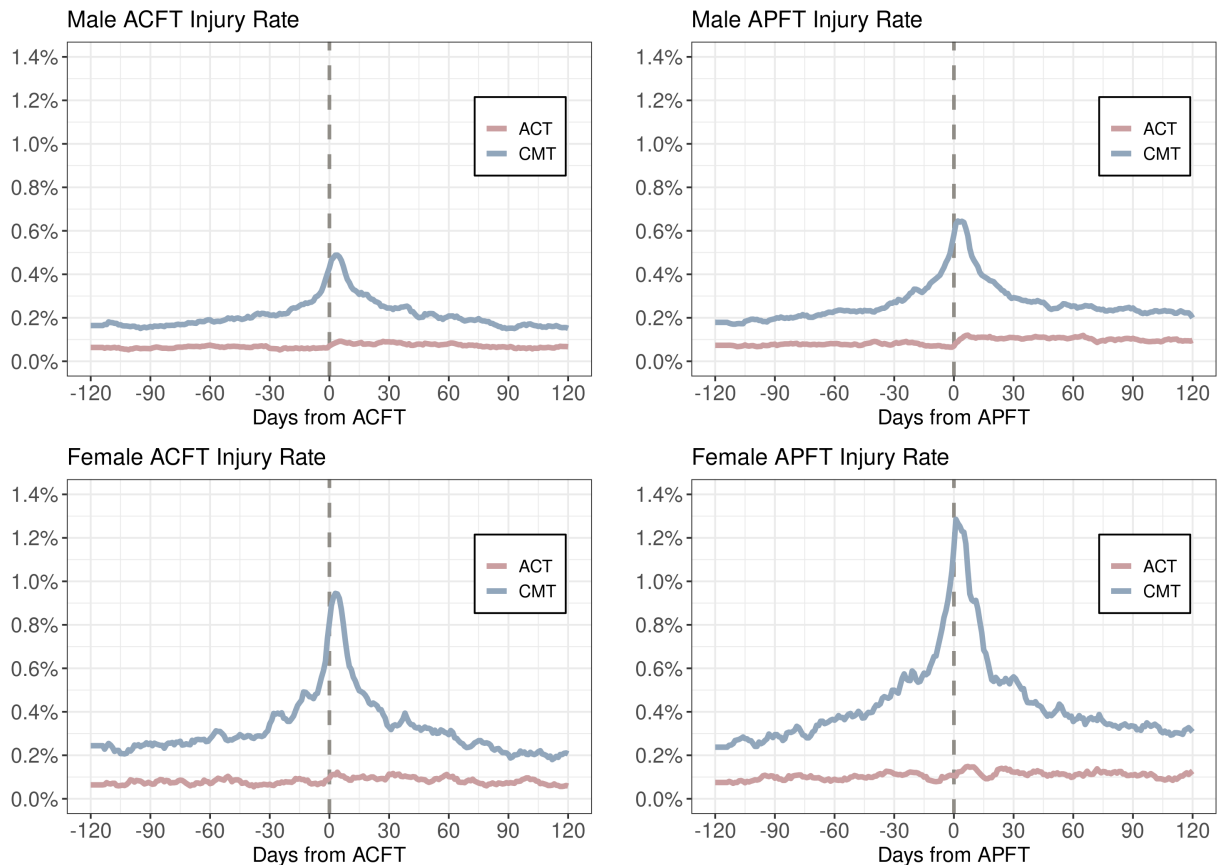 Male ACFT Injury Rate
1.4%
1.2%
1.0%
0.8%
0.6%
0.4%
0.2%
0.0%
ACT
CMT
-120 -90 -60 -30 0 30 60 90 120
Days from ACFT
Male APFT Injury Rate
1.4%
1.2%
1.0%
0.8%
0.6%
0.4%
0.2%
0.0%
ACT
CMT
-120 -90 -60 -30 0 30 60 90 120
Days from APFT
Female ACFT Injury Rate
1.4%
1.2%
1.0%
0.8%
0.6%
0.4%
0.2%
0.0%
ACT
CMT
-120 -90 -60 -30 0 30 60 90 120
Days from ACFT
Female APFT Injury Rate
1.4%
1.2%
1.0%
0.8%
0.6%
0.4%
0.2%
0.0%
ACT
CMT
-120 -90 -60 -30 0 30 60 90 120
Days from APFT